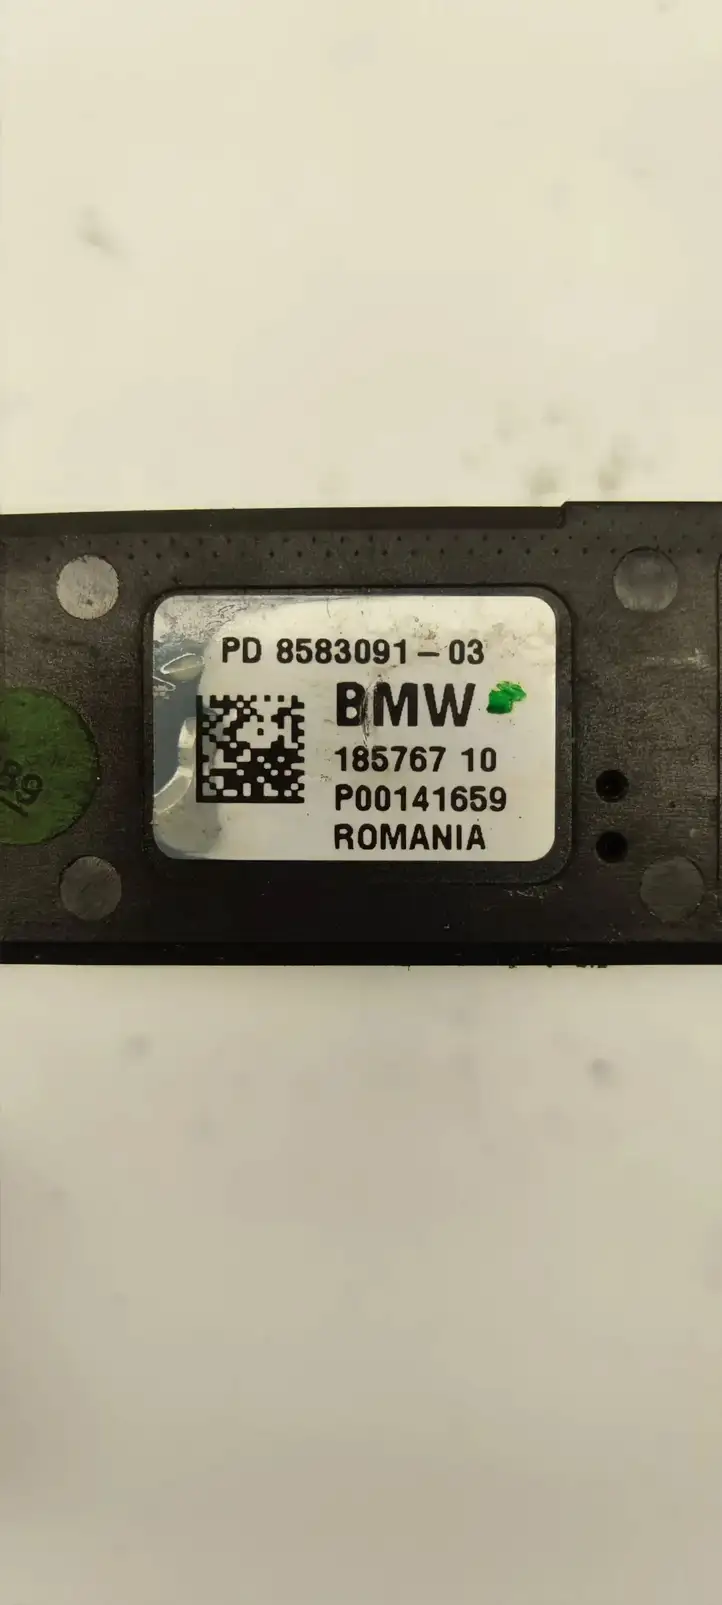 PD 8583091-03
BMW
185767 10
P00141659
ROMANIA